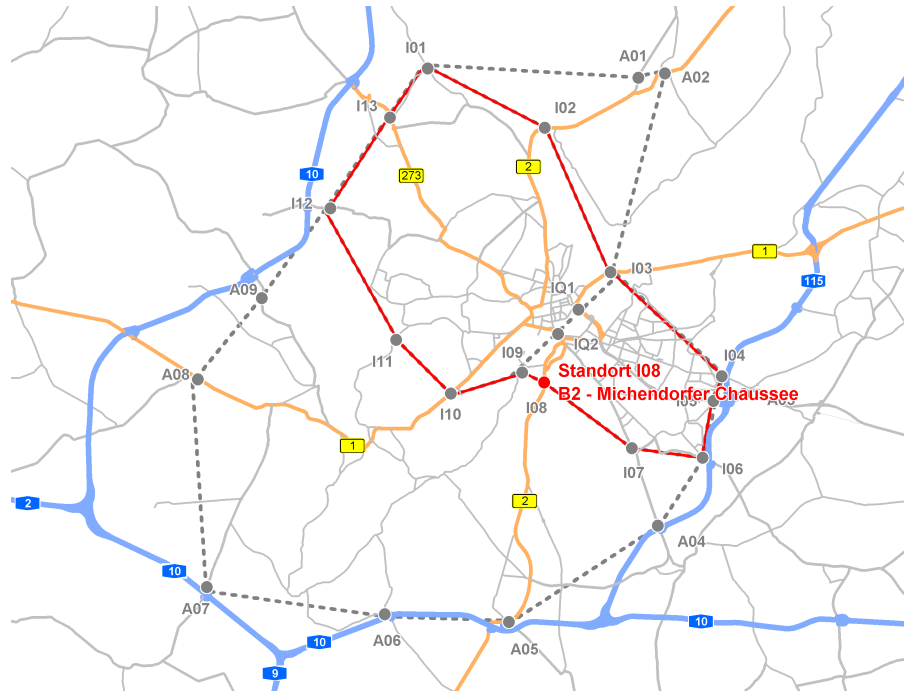 I01
A01
A02
I13
I02
10
273
2
I12
I03
1
115
A09
IQ1
IQ2
I11
I09
I04
A08
Standort I08
B2 - Michendorfer Chaussee
I08
I10
1
I07
I06
2
2
A04
10
A07
A06
A05
10
10
9